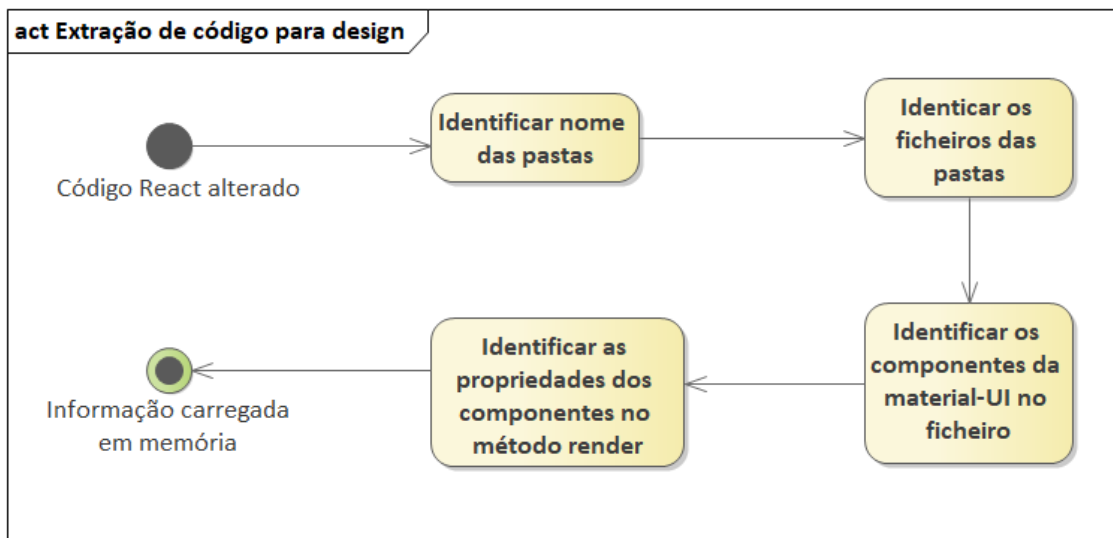 act Extração de código para design
Código React alterado
Identificar nome
das pastas
Identicar os
ficheiros das
pastas
Identificar os
componentes da
material-UI no
ficheiro
Identificar as
propriedades dos
componentes no
método render
Informação carregada
em memória